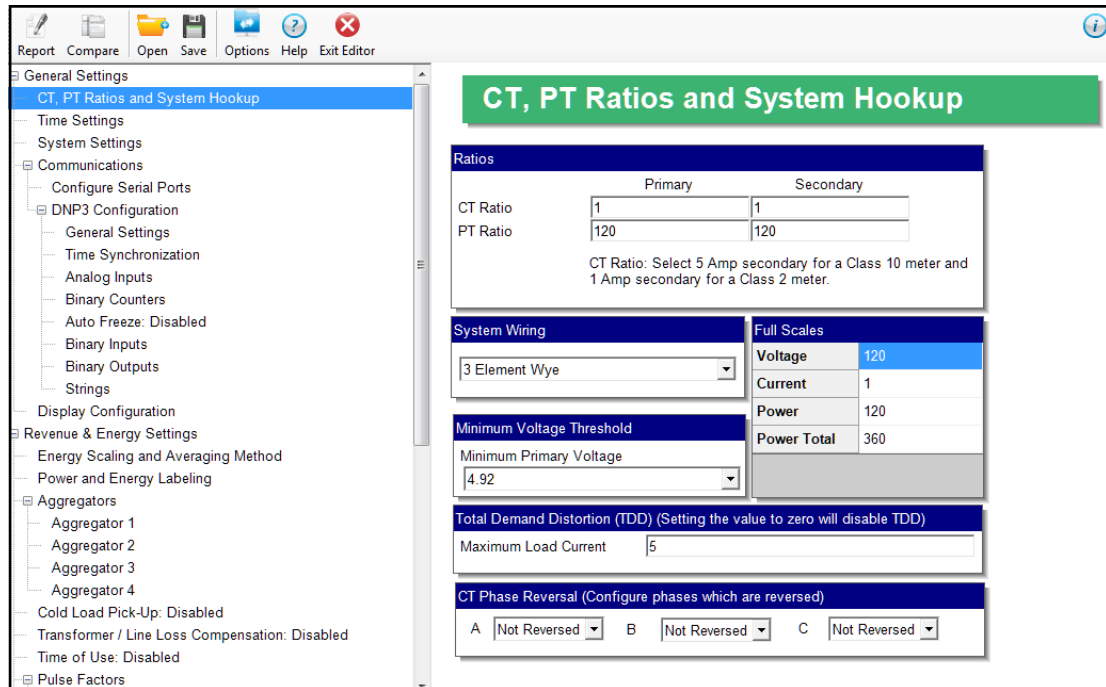 Report Compare Open Save Options Help Exit Editor
General Settings
CT, PT Ratios and System Hookup
Time Settings
System Settings
Communications
Configure Serial Ports
DNP3 Configuration
General Settings
Time Synchronization
Analog Inputs
Binary Counters
Auto Freeze: Disabled
Binary Inputs
Binary Outputs
Strings
Display Configuration
Revenue & Energy Settings
Energy Scaling and Averaging Method
Power and Energy Labeling
Aggregators
Aggregator 1
Aggregator 2
Aggregator 3
Aggregator 4
Cold Load Pick-Up: Disabled
Transformer / Line Loss Compensation: Disabled
Time of Use: Disabled
Pulse Factors
CT, PT Ratios and System Hookup
Ratios
Primary Secondary
CT Ratio 1 1
PT Ratio 120 120
CT Ratio: Select 5 Amp secondary for a Class 10 meter and
1 Amp secondary for a Class 2 meter.
System Wiring
3 Element Wye
Full Scales
Voltage 120
Current 1
Power 120
Power Total 360
Minimum Voltage Threshold
Minimum Primary Voltage
4.92
Total Demand Distortion (TDD) (Setting the value to zero will disable TDD)
Maximum Load Current 5
CT Phase Reversal (Configure phases which are reversed)
A Not Reversed B Not Reversed C Not Reversed